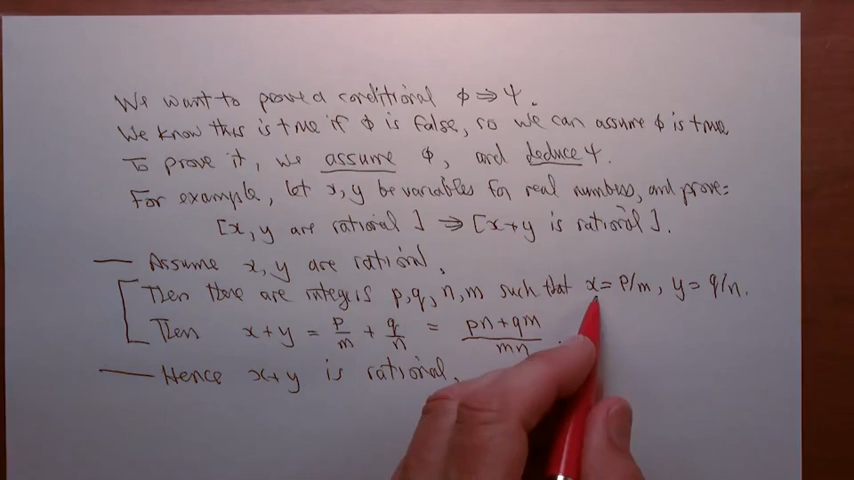 We want to prove a conditional ϕ ⇒ Ψ.
We know this is true if ϕ is false, so we can assume ϕ is true
To prove it, we assume ϕ, and deduce Ψ.
For example, let x, y be variables for real numbers, and prove:
[x, y are rational] ⇒ [x+y is rational].
Assume x, y are rational.
Then there are integers p, q, n, m such that x = p/m, y = q/n.
Then x+y = p/m + q/n = (pn+qm)/mn.
Hence x+y is rational.